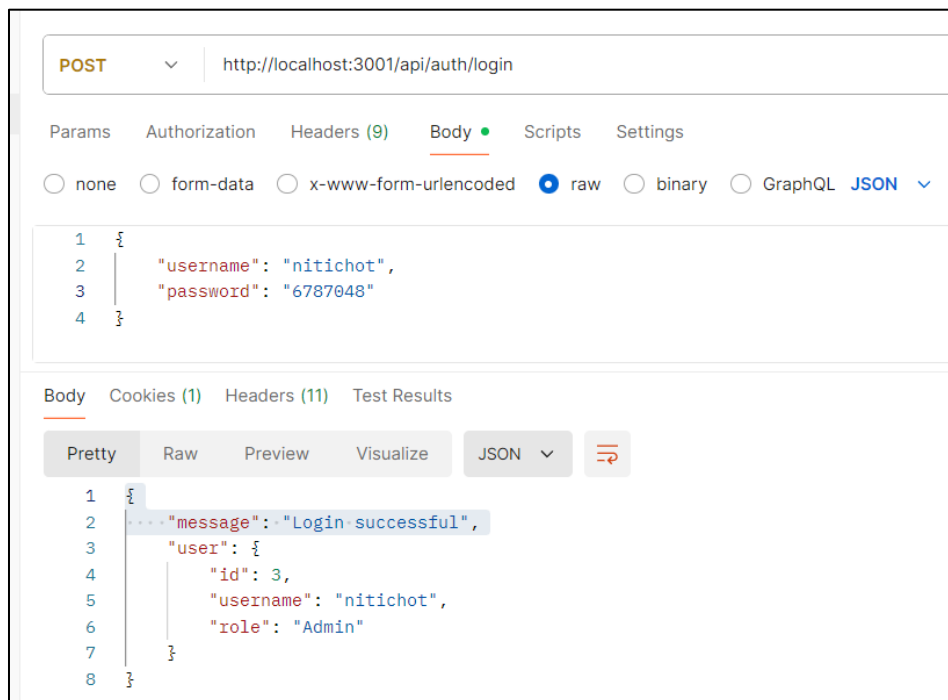 POST http://localhost:3001/api/auth/login
Params Authorization Headers (9) Body Scripts Settings
none form-data x-www-form-urlencoded raw binary GraphQL JSON
1 {
2 "username": "nitichot",
3 "password": "6787048"
4 }
Body Cookies (1) Headers (11) Test Results
Pretty Raw Preview Visualize JSON
1 {
2 "message": "Login successful",
3 "user": {
4 "id": 3,
5 "username": "nitichot",
6 "role": "Admin"
7 }
8 }